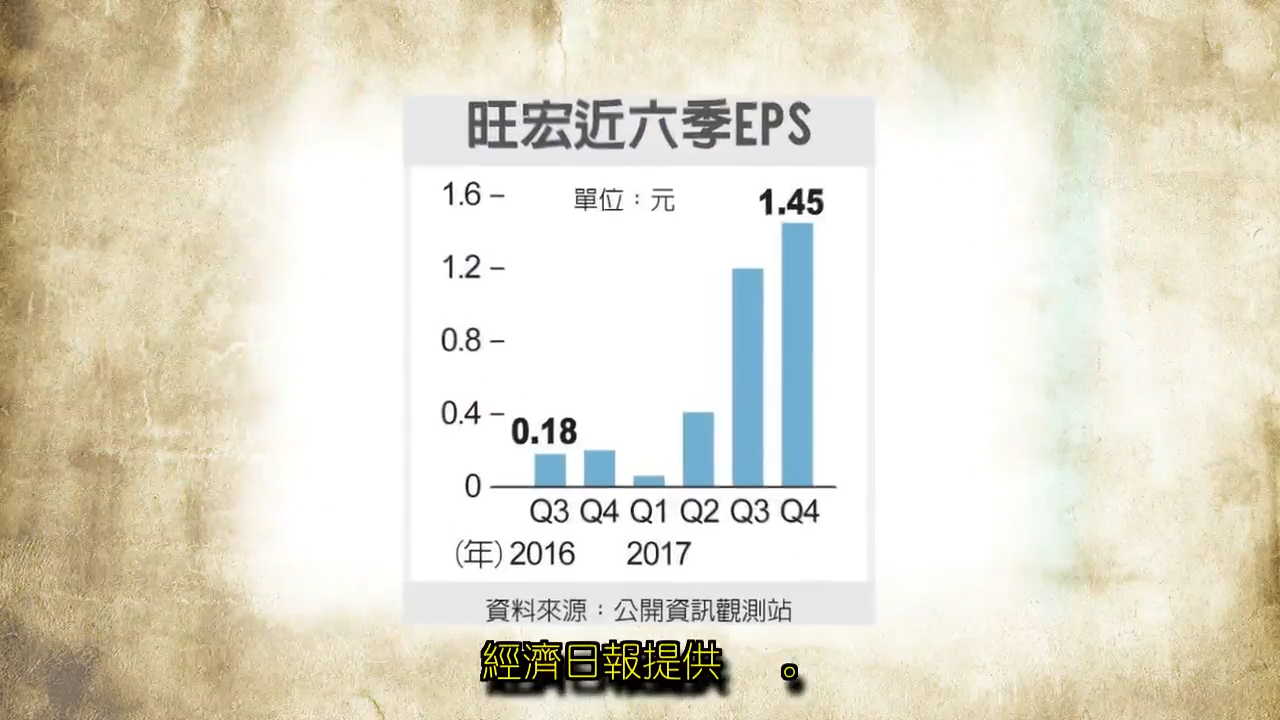 旺宏近六季EPS
單位：元
1.6
1.45
1.2
0.8
0.4
0.18
0
Q3 Q4 Q1 Q2 Q3 Q4
(年) 2016 2017
資料來源：公開資訊觀測站
經濟日報提供 。